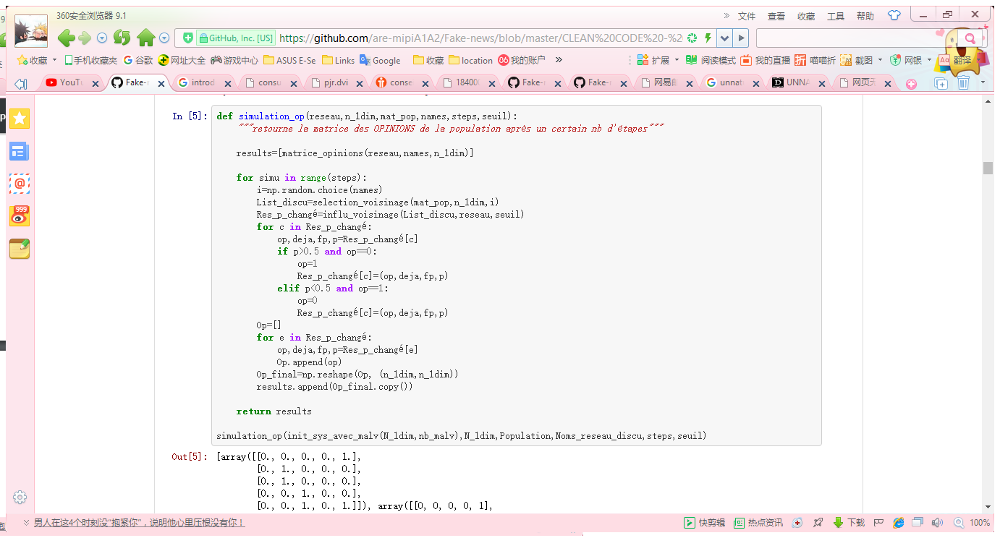 360安全浏览器 9.1
» 文件 查看 收藏 工具 帮助
GitHub, Inc. [US] https://github.com/are-mipiA1A2/Fake-news/blob/master/CLEAN%20CODE%20-%2
收藏 手机收藏夹 谷歌 网址大全 游戏中心 ASUS E-Se Links Google 收藏 location 我的账户 » 扩展 阅读模式 我的直播 喵喵折 截图 网银 翻译
YouTu Fake-r introd consu pjr.dvi conse 18400 Fake-r Fake-r 网易邮 unnat UNNA 网页无
In [5]: def simulation_op(reseau,n_1dim,mat_pop,names,steps,seuil):
"""retourne la matrice des OPINIONS de la population après un certain nb d'étapes"""
results=[matrice_opinions(reseau,names,n_1dim)]
for simu in range(steps):
i=np.random.choice(names)
List_discu=selection_voisinage(mat_pop,n_1dim,i)
Res_p_changé=influ_voisinage(List_discu,reseau,seuil)
for c in Res_p_changé:
op,deja,fp,p=Res_p_changé[c]
if p>0.5 and op==0:
op=1
Res_p_changé[c]=(op,deja,fp,p)
elif p<0.5 and op==1:
op=0
Res_p_changé[c]=(op,deja,fp,p)
Op=[]
for e in Res_p_changé:
op,deja,fp,p=Res_p_changé[e]
Op.append(op)
Op_final=np.reshape(Op, (n_1dim,n_1dim))
results.append(Op_final.copy())
return results
simulation_op(init_sys_avec_malv(N_1dim,nb_malv),N_1dim,Population,Noms_reseau_discu,steps,seuil)
Out[5]: [array([[0., 0., 0., 0., 1.],
[0., 1., 0., 0., 0.],
[0., 1., 0., 0., 0.],
[0., 0., 1., 0., 0.],
[0., 0., 1., 0., 1.]]), array([[0, 0, 0, 0, 1],
999
男人在这4个时刻没“抱紧你”，说明他心里压根没有你！ 快剪辑 热点资讯 下载 100%